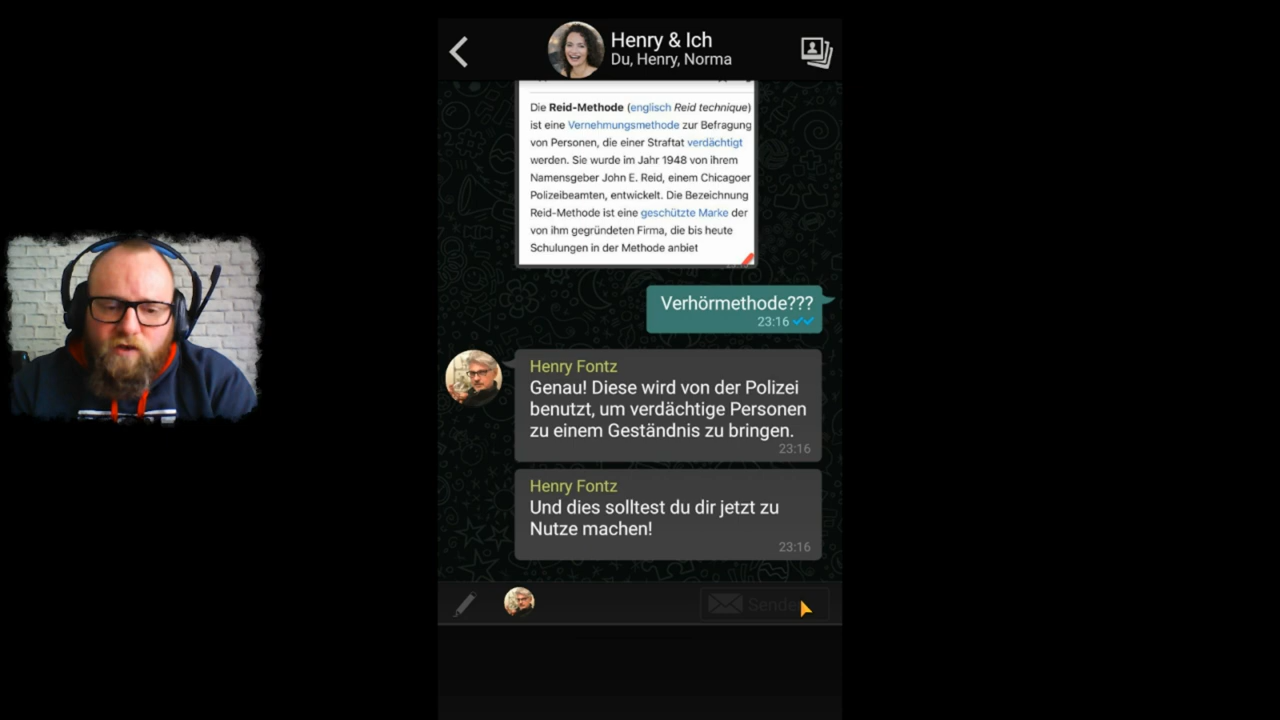 Henry & Ich
Du, Henry, Norma
Die Reid-Methode (englisch Reid technique)
ist eine Vernehmungsmethode zur Befragung
von Personen, die einer Straftat verdächtigt
werden. Sie wurde im Jahr 1948 von ihrem
Namensgeber John E. Reid, einem Chicagoer
Polizeibeamten, entwickelt. Die Bezeichnung
Reid-Methode ist eine geschützte Marke der
von ihm gegründeten Firma, die bis heute
Schulungen in der Methode anbiet
Verhörmethode???
23:16
Henry Fontz
Genau! Diese wird von der Polizei
benutzt, um verdächtige Personen
zu einem Geständnis zu bringen.
23:16
Henry Fontz
Und dies solltest du dir jetzt zu
Nutze machen!
23:16